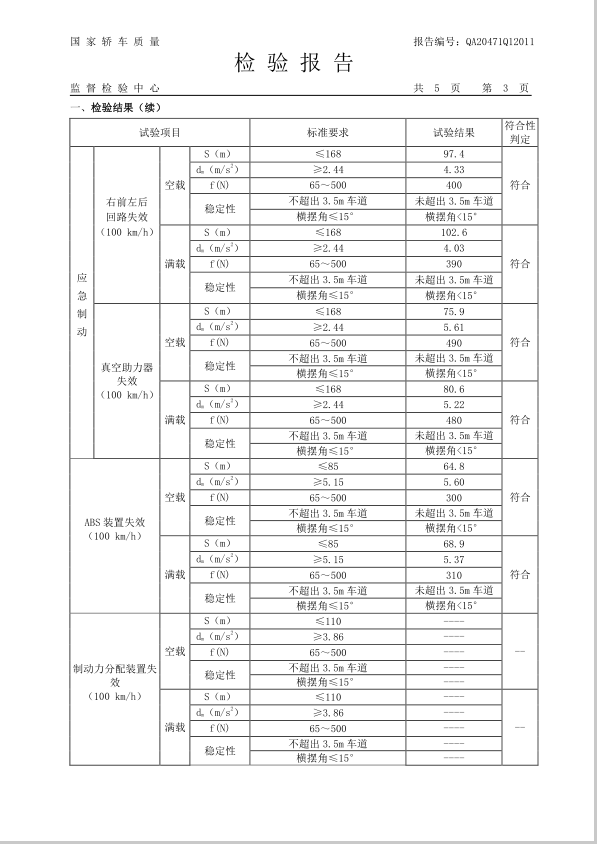 国 家 轿 车 质 量 报告编号：QA20471Q12011
检 验 报 告
监 督 检 验 中 心 共 5 页 第 3 页
一、检验结果（续）
试验项目 标准要求 试验结果 符合性判定
应急制动 右前左后回路失效（100 km/h） 空载 S（m） ≤168 97.4 符合
dₘ（m/s²） ≥2.44 4.33
f(N) 65～500 400
稳定性 不超出 3.5m 车道 未超出 3.5m 车道
横摆角≤15° 横摆角<15°
满载 S（m） ≤168 102.6 符合
dₘ（m/s²） ≥2.44 4.03
f(N) 65～500 390
稳定性 不超出 3.5m 车道 未超出 3.5m 车道
横摆角≤15° 横摆角<15°
真空助力器失效（100 km/h） 空载 S（m） ≤168 75.9 符合
dₘ（m/s²） ≥2.44 5.61
f(N) 65～500 490
稳定性 不超出 3.5m 车道 未超出 3.5m 车道
横摆角≤15° 横摆角<15°
满载 S（m） ≤168 80.6 符合
dₘ（m/s²） ≥2.44 5.22
f(N) 65～500 480
稳定性 不超出 3.5m 车道 未超出 3.5m 车道
横摆角≤15° 横摆角<15°
ABS 装置失效（100 km/h） 空载 S（m） ≤85 64.8 符合
dₘ（m/s²） ≥5.15 5.60
f(N) 65～500 300
稳定性 不超出 3.5m 车道 未超出 3.5m 车道
横摆角≤15° 横摆角<15°
满载 S（m） ≤85 68.9 符合
dₘ（m/s²） ≥5.15 5.37
f(N) 65～500 310
稳定性 不超出 3.5m 车道 未超出 3.5m 车道
横摆角≤15° 横摆角<15°
制动力分配装置失效（100 km/h） 空载 S（m） ≤110 ---- --
dₘ（m/s²） ≥3.86 ----
f(N) 65～500 ----
稳定性 不超出 3.5m 车道 ----
横摆角≤15° ----
满载 S（m） ≤110 ---- --
dₘ（m/s²） ≥3.86 ----
f(N) 65～500 ----
稳定性 不超出 3.5m 车道 ----
横摆角≤15° ----